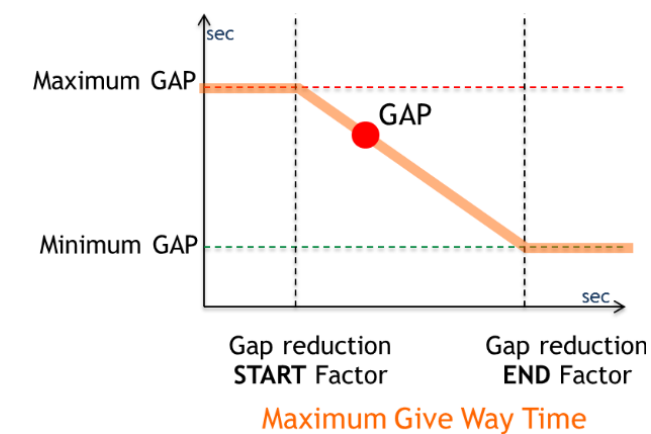 sec
Maximum GAP
GAP
Minimum GAP
sec
Gap reduction
START Factor
Gap reduction
END Factor
Maximum Give Way Time